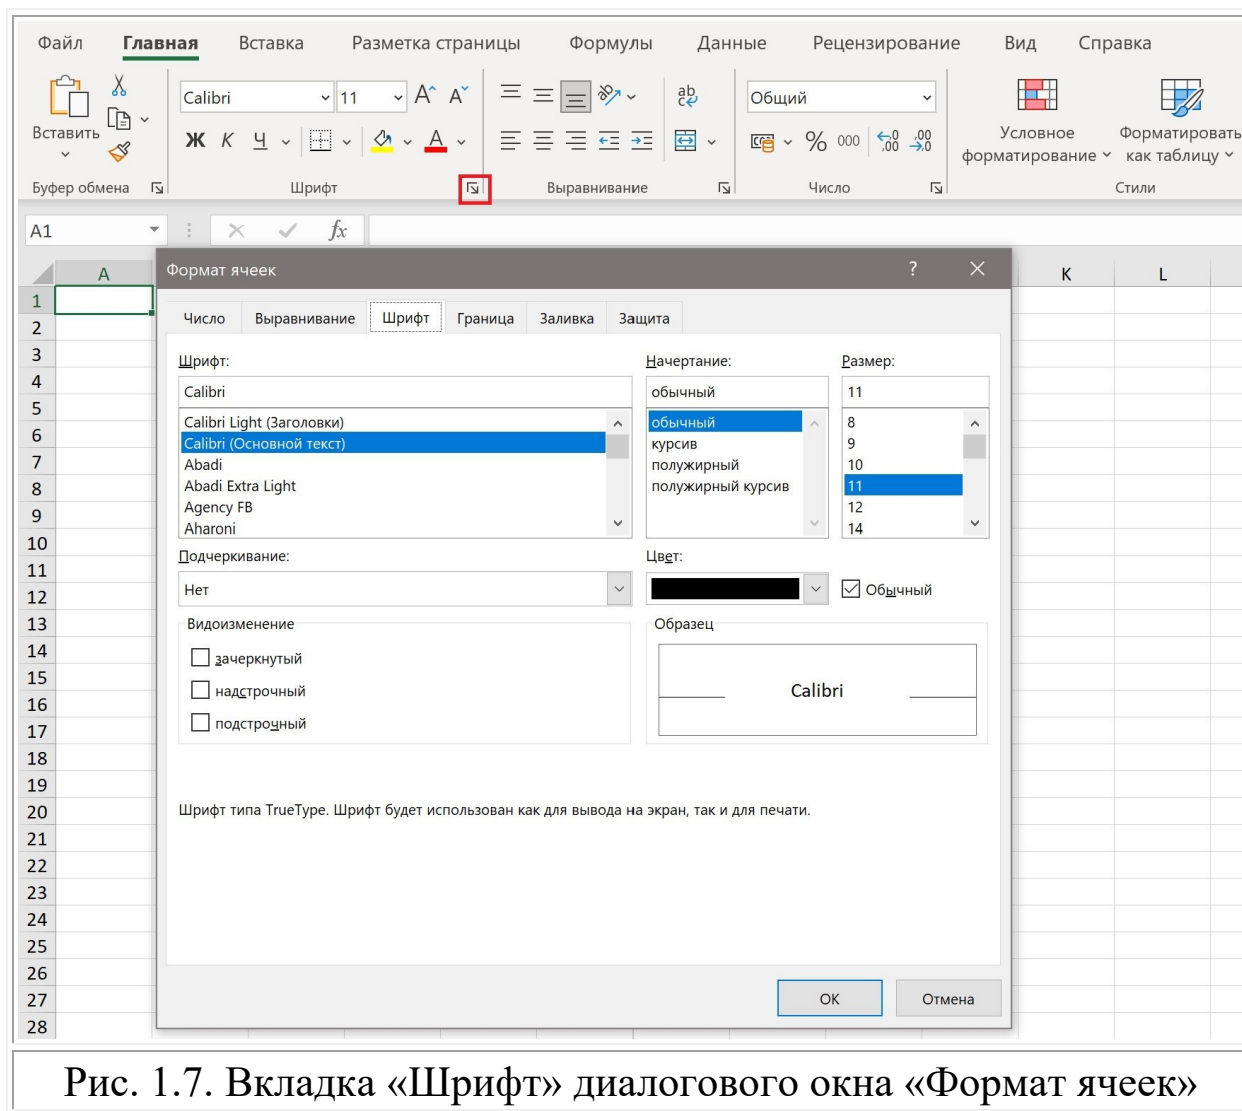 Файл Главная Вставка Разметка страницы Формулы Данные Рецензирование Вид Справка
Вставить
Calibri 11 A A
Ж К Ч A
ab
c
Общий
% 000 ,0 ,00 ,00 ,0
Условное
форматирование
Форматировать
как таблицу
Буфер обмена Шрифт Выравнивание Число Стили
A1 fx
A K L
Формат ячеек ?
Число Выравнивание Шрифт Граница Заливка Защита
Шрифт: Начертание: Размер:
Calibri обычный 11
Calibri Light (Заголовки) обычный 8
Calibri (Основной текст) курсив 9
Abadi полужирный 10
Abadi Extra Light полужирный курсив 11
Agency FB 12
Aharoni 14
Подчеркивание: Цвет:
Нет Обычный
Видоизменение Образец
зачеркнутый
надстрочный
подстрочный
Calibri
Шрифт типа TrueType. Шрифт будет использован как для вывода на экран, так и для печати.
ОК Отмена
1
2
3
4
5
6
7
8
9
10
11
12
13
14
15
16
17
18
19
20
21
22
23
24
25
26
27
28
Рис. 1.7. Вкладка «Шрифт» диалогового окна «Формат ячеек»